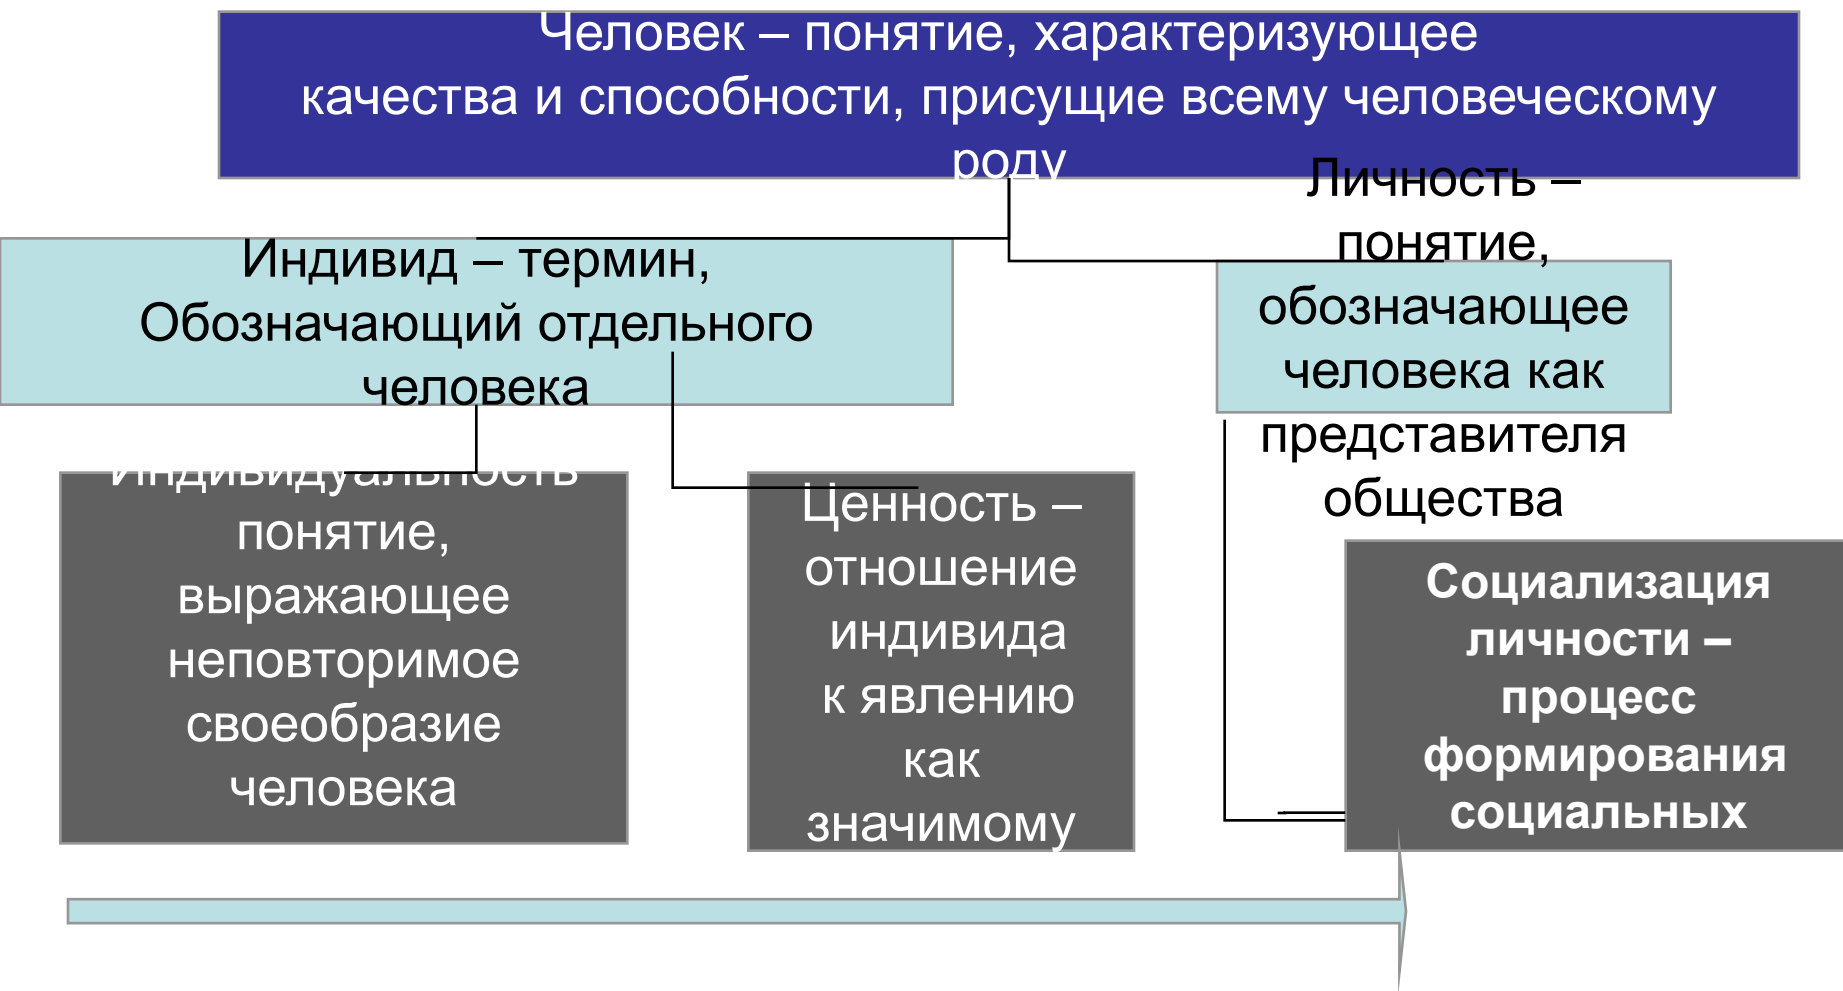 Человек – понятие, характеризующее
качества и способности, присущие всему человеческому
роду
Индивид – термин,
Обозначающий отдельного
человека
Личность –
понятие,
обозначающее
человека как
представителя
общества
Индивидуальность
понятие,
выражающее
неповторимое
своеобразие
человека
Ценность –
отношение
индивида
к явлению
как
значимому
Социализация
личности –
процесс
формирования
социальных